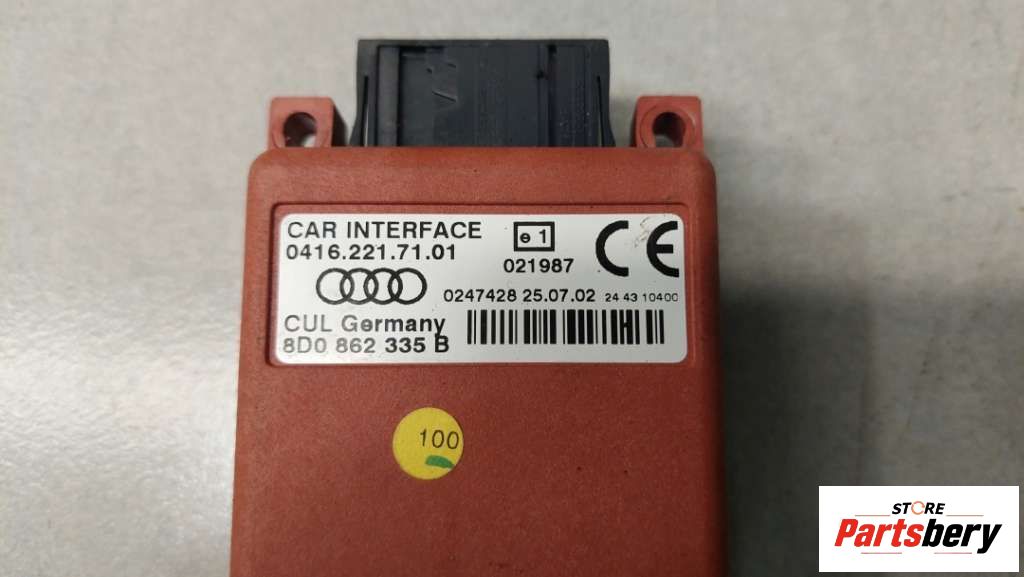 CAR INTERFACE
0416.221.71.01
e1
021987
CE
0247428 25.07.02 24 43 10400
CUL Germany
8D0 862 335 B
100
STORE
Partsbery